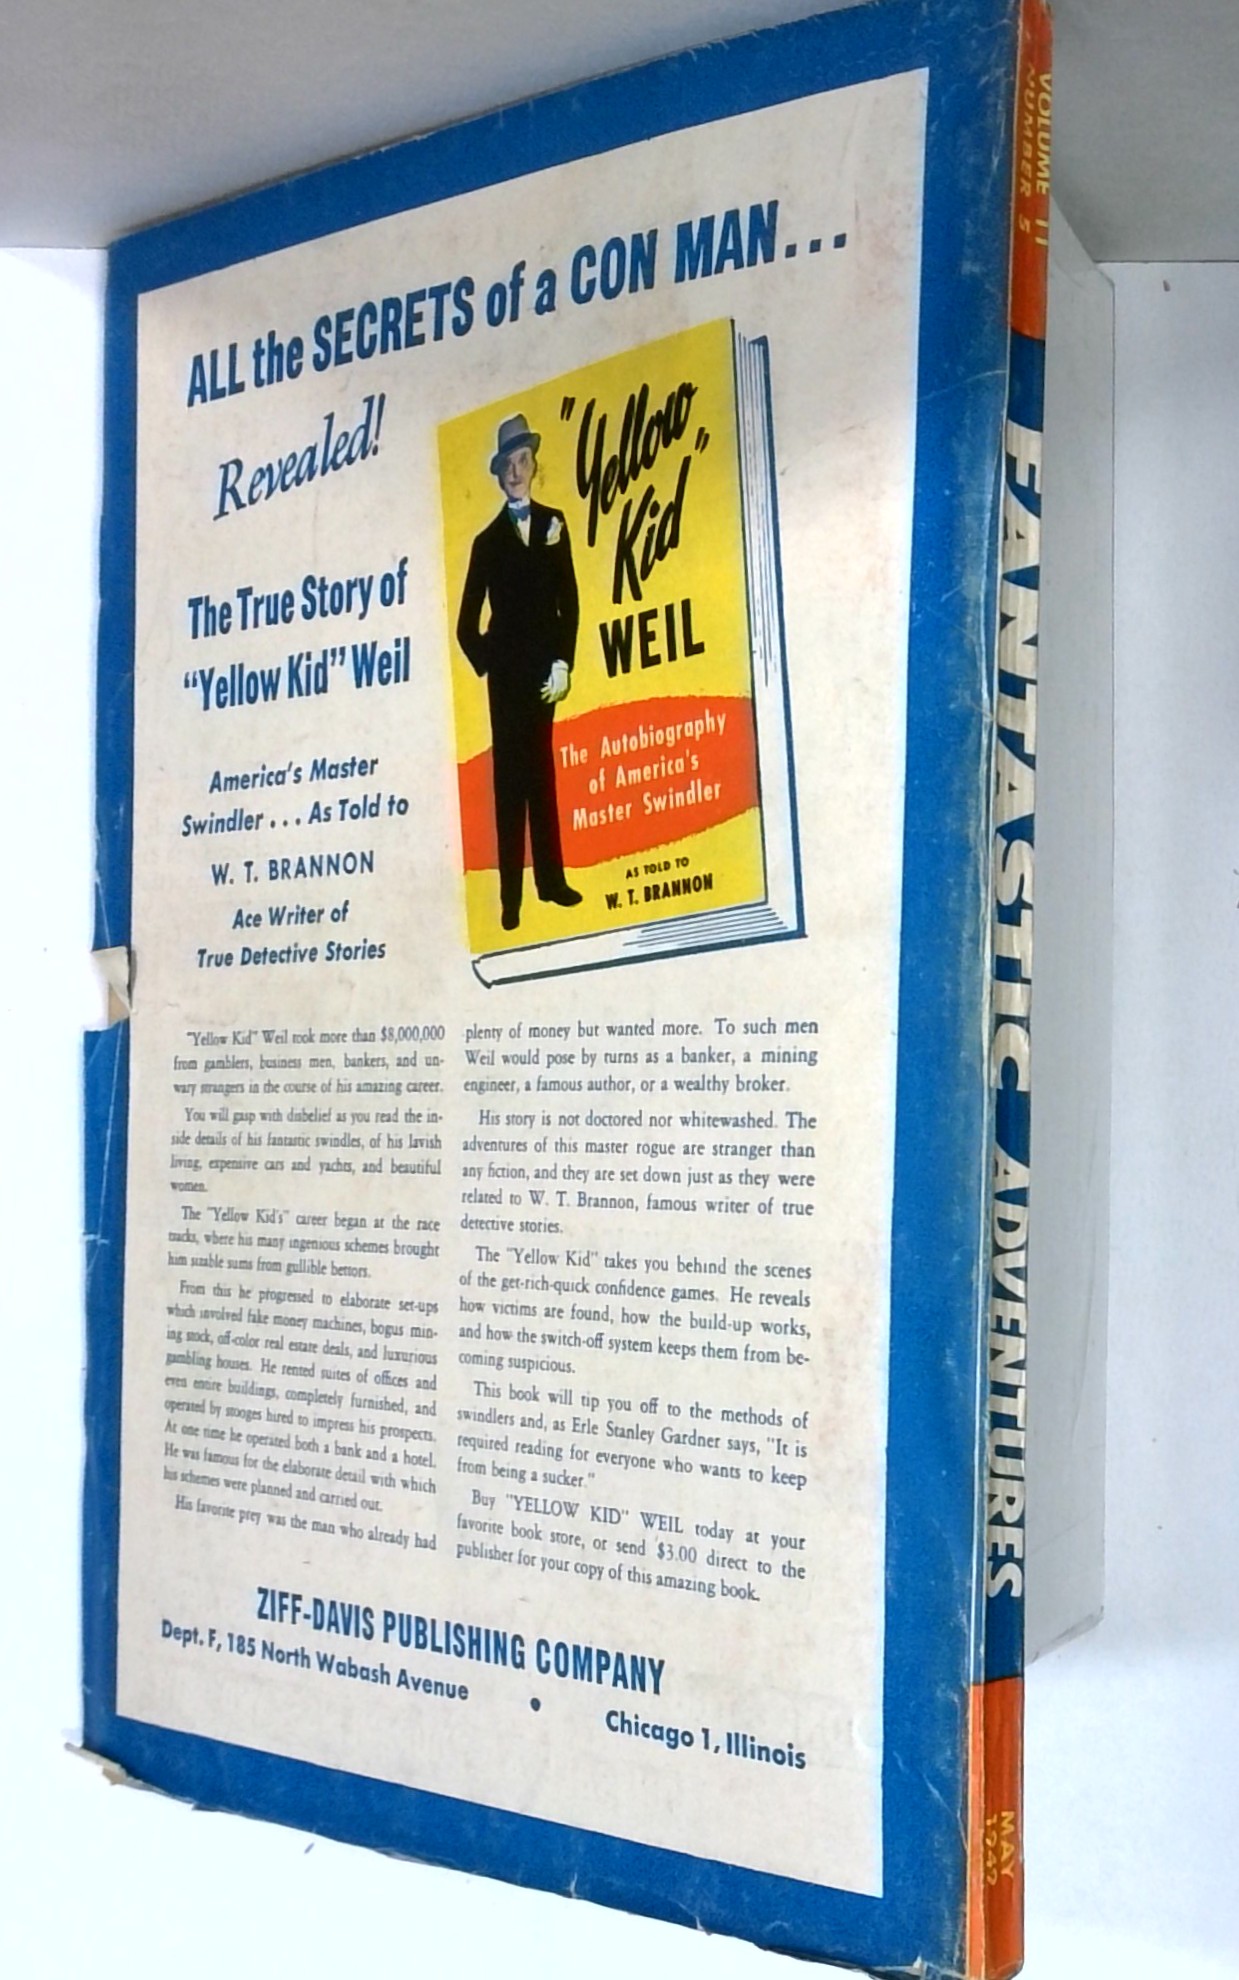 ALL the SECRETS of a CON MAN...
Revealed!
The True Story of
“Yellow Kid” Weil
America's Master
Swindler... As Told to
W. T. BRANNON
Ace Writer of
True Detective Stories
"Yellow
Kid"
WEIL
The Autobiography
of America's
Master Swindler
AS TOLD TO
W. T. BRANNON
"Yellow Kid" Weil took more than $8,000,000
from gamblers, business men, bankers, and un-
wary strangers in the course of his amazing career.
You will gasp with disbelief as you read the in-
side details of his fantastic swindles, of his lavish
living, expensive cars and yachts, and beautiful
women.
The "Yellow Kid's" career began at the race
tracks, where his many ingenious schemes brought
him sizable sums from gullible bettors.
From this he progressed to elaborate set-ups
which involved fake money machines, bogus min-
ing stock, off-color real estate deals, and luxurious
gambling houses. He rented suites of offices and
even entire buildings, completely furnished, and
operated by stooges hired to impress his prospects.
At one time he operated both a bank and a hotel.
He was famous for the elaborate detail with which
his schemes were planned and carried out.
His favorite prey was the man who already had
plenty of money but wanted more. To such men
Weil would pose by turns as a banker, a mining
engineer, a famous author, or a wealthy broker.
His story is not doctored nor whitewashed. The
adventures of this master rogue are stranger than
any fiction, and they are set down just as they were
related to W. T. Brannon, famous writer of true
detective stories.
The "Yellow Kid" takes you behind the scenes
of the get-rich-quick confidence games. He reveals
how victims are found, how the build-up works,
and how the switch-off system keeps them from be-
coming suspicious.
This book will tip you off to the methods of
swindlers and, as Erle Stanley Gardner says, "It is
required reading for everyone who wants to keep
from being a sucker."
Buy "YELLOW KID" WEIL today at your
favorite book store, or send $3.00 direct to the
publisher for your copy of this amazing book.
ZIFF-DAVIS PUBLISHING COMPANY
Dept. F, 185 North Wabash Avenue • Chicago 1, Illinois
VOLUME 11
NUMBER 5
FANTASTIC ADVENTURES
MAY
1949